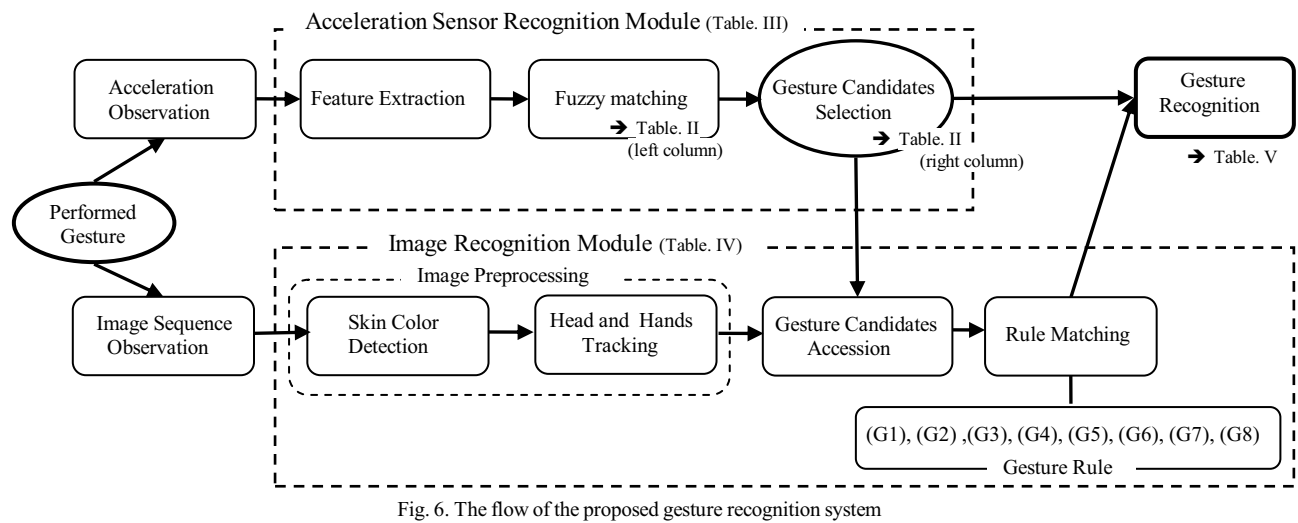 Acceleration Sensor Recognition Module (Table. III)
Acceleration
Observation
Feature Extraction
Fuzzy matching
➔ Table. II
(left column)
Gesture Candidates
Selection
➔ Table. II
(right column)
Gesture
Recognition
➔ Table. V
Performed
Gesture
Image Recognition Module (Table. IV)
Image Preprocessing
Image Sequence
Observation
Skin Color
Detection
Head and Hands
Tracking
Gesture Candidates
Accession
Rule Matching
(G1), (G2) ,(G3), (G4), (G5), (G6), (G7), (G8)
Gesture Rule
Fig. 6. The flow of the proposed gesture recognition system